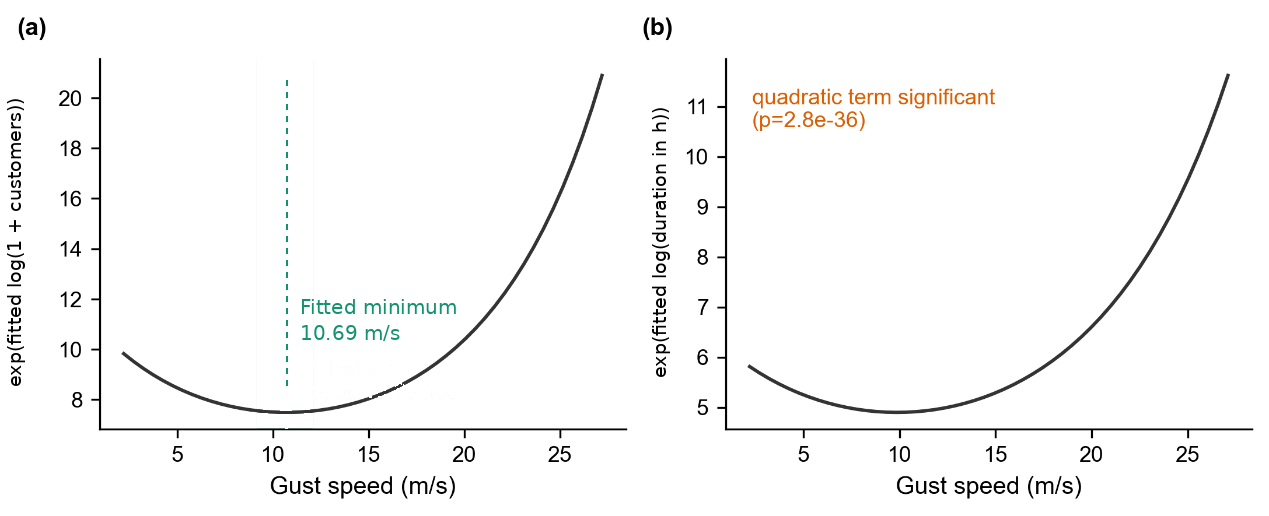 (a)
exp(fitted log(1 + customers))
20
18
16
14
12
10
8
Fitted minimum
10.69 m/s
5
10
15
20
25
Gust speed (m/s)
(b)
exp(fitted log(duration in h))
11
10
9
8
7
6
5
quadratic term significant
(p=2.8e-36)
5
10
15
20
25
Gust speed (m/s)